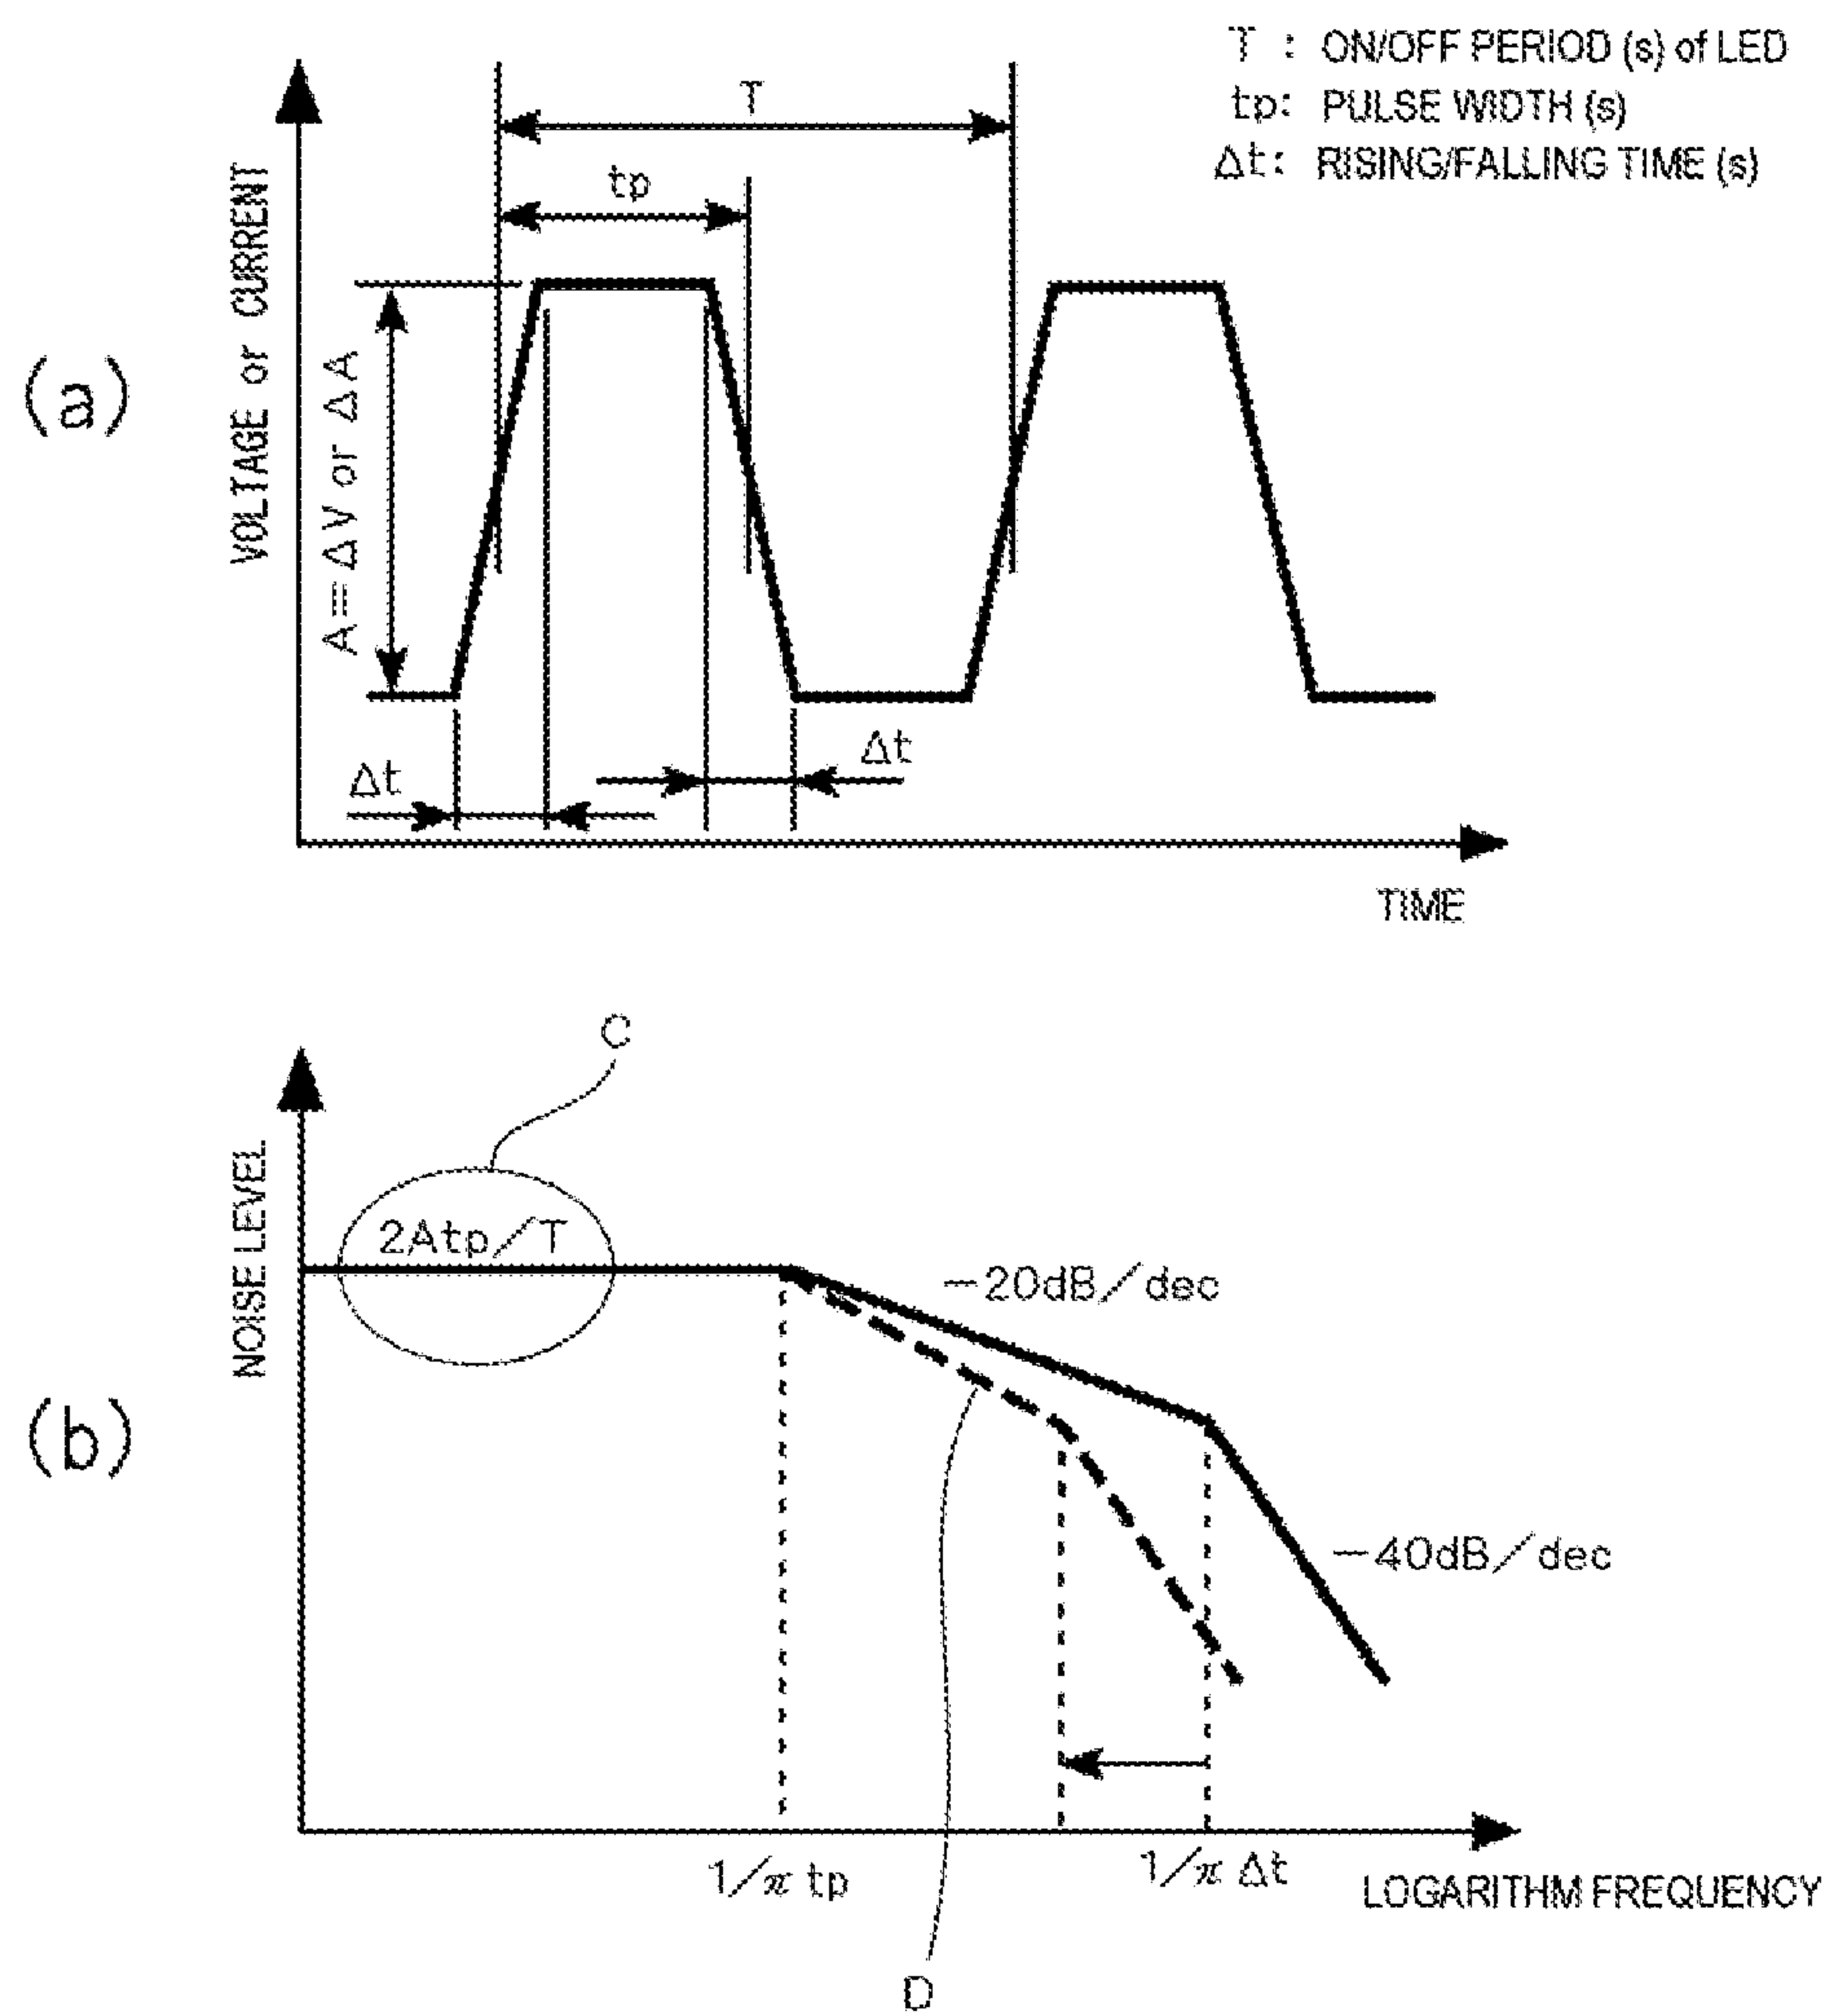 T : ON/OFF PERIOD (s) of LED
tp: PULSE WIDTH (s)
Δt: RISING/FALLING TIME (s)
(a)
VOLTAGE or CURRENT
A=ΔV or ΔA
T
tp
Δt
Δt
TIME
(b)
NOISE LEVEL
C
2Atp/T
-20dB/dec
-40dB/dec
1/π tp
1/π Δt
LOGARITHM FREQUENCY
D